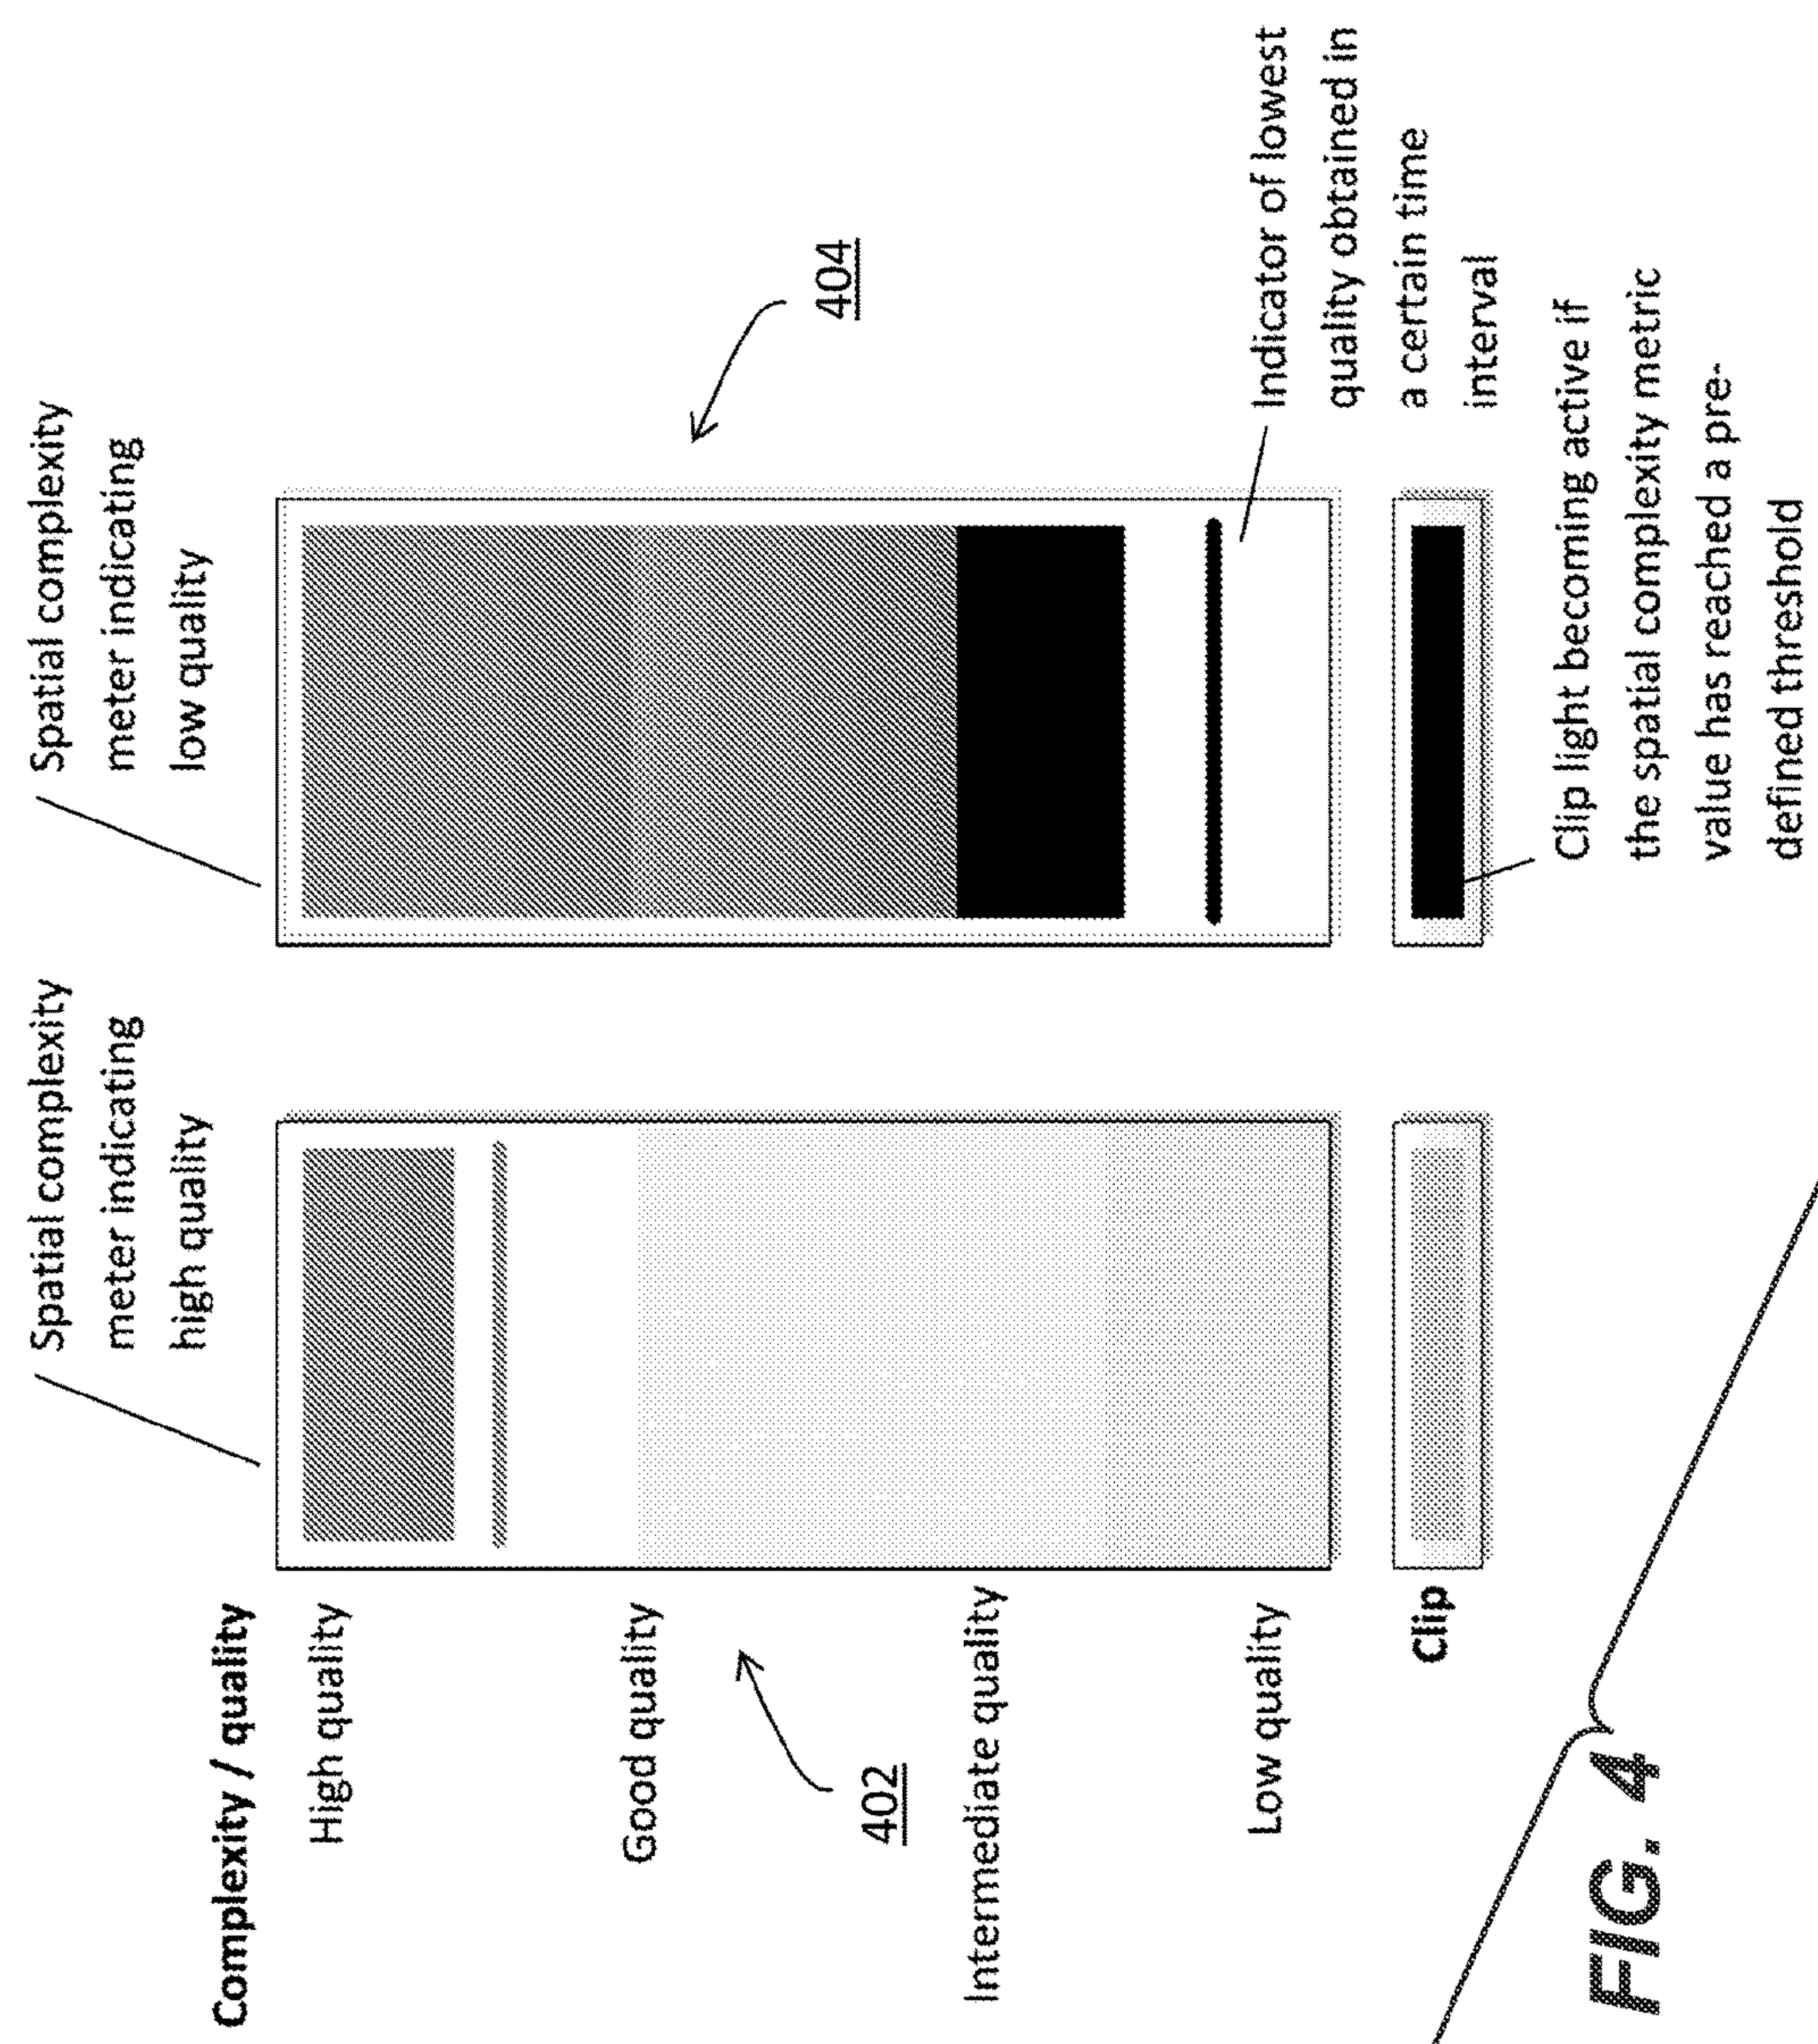 Complexity / quality
High quality
Good quality
402
Intermediate quality
Low quality
Clip
Spatial complexity
meter indicating
high quality
Spatial complexity
meter indicating
low quality
404
Indicator of lowest
quality obtained in
a certain time
interval
Clip light becoming active if
the spatial complexity metric
value has reached a pre-
defined threshold
FIG. 4